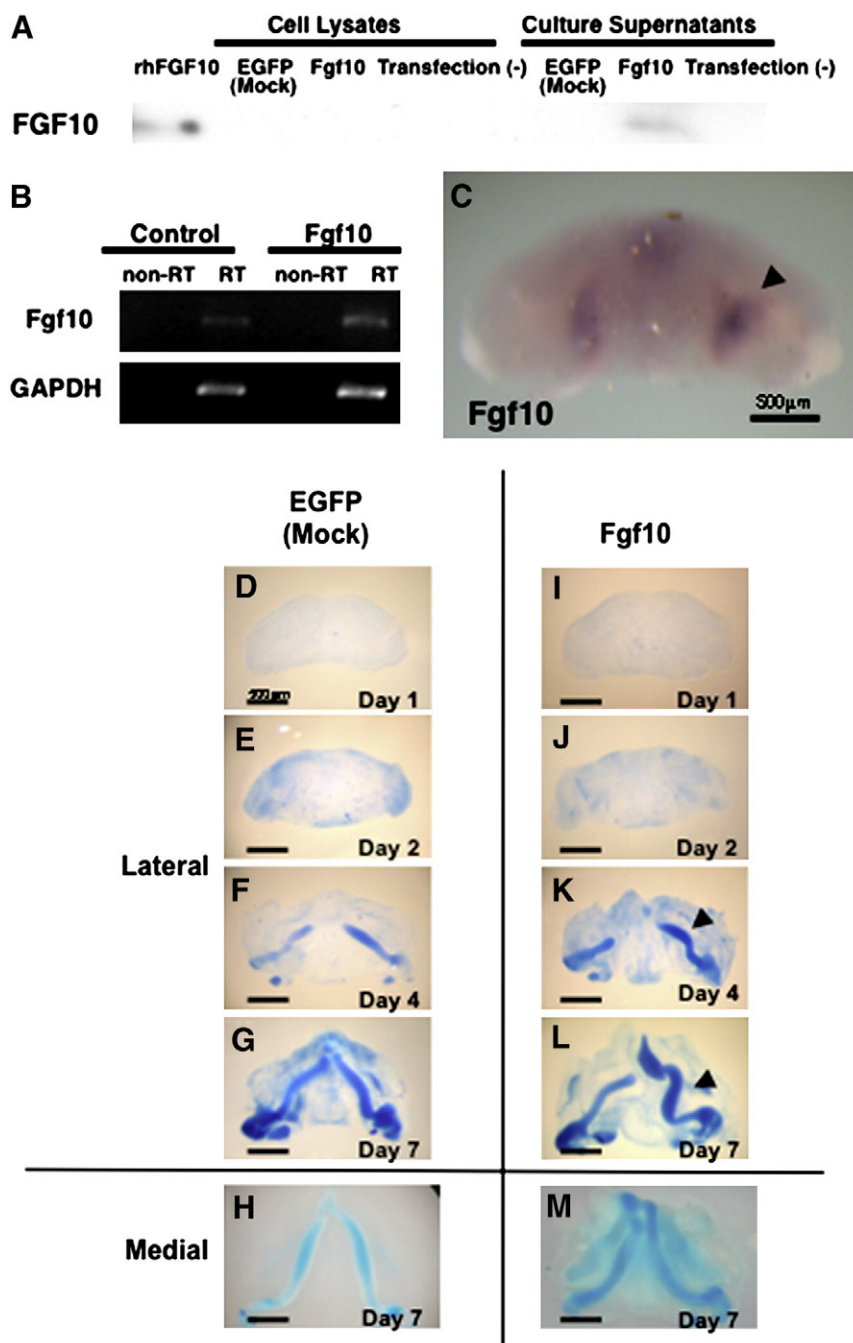 A
Cell Lysates
Culture Supernatants
rhFGF10
EGFP
(Mock)
Fgf10
Transfection (-)
EGFP
(Mock)
Fgf10
Transfection (-)
FGF10
B
Control
Fgf10
non-RT
RT
non-RT
RT
Fgf10
GAPDH
C
Fgf10
500µm
EGFP
(Mock)
Fgf10
D
500µm
Day 1
I
Day 1
E
Day 2
J
Day 2
Lateral
F
Day 4
K
Day 4
G
Day 7
L
Day 7
Medial
H
Day 7
M
Day 7